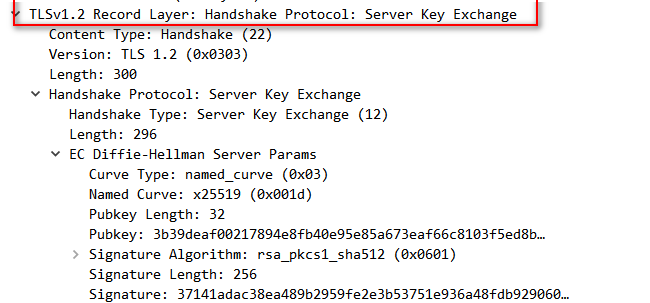 TLSv1.2 Record Layer: Handshake Protocol: Server Key Exchange
Content Type: Handshake (22)
Version: TLS 1.2 (0x0303)
Length: 300
Handshake Protocol: Server Key Exchange
Handshake Type: Server Key Exchange (12)
Length: 296
EC Diffie-Hellman Server Params
Curve Type: named_curve (0x03)
Named Curve: x25519 (0x001d)
Pubkey Length: 32
Pubkey: 3b39deaf00217894e8fb40e95e85a673eaf66c8103f5ed8b…
Signature Algorithm: rsa_pkcs1_sha512 (0x0601)
Signature Length: 256
Signature: 37141adac38ea489b2959fe2e3b53751e936a48fdb929060…